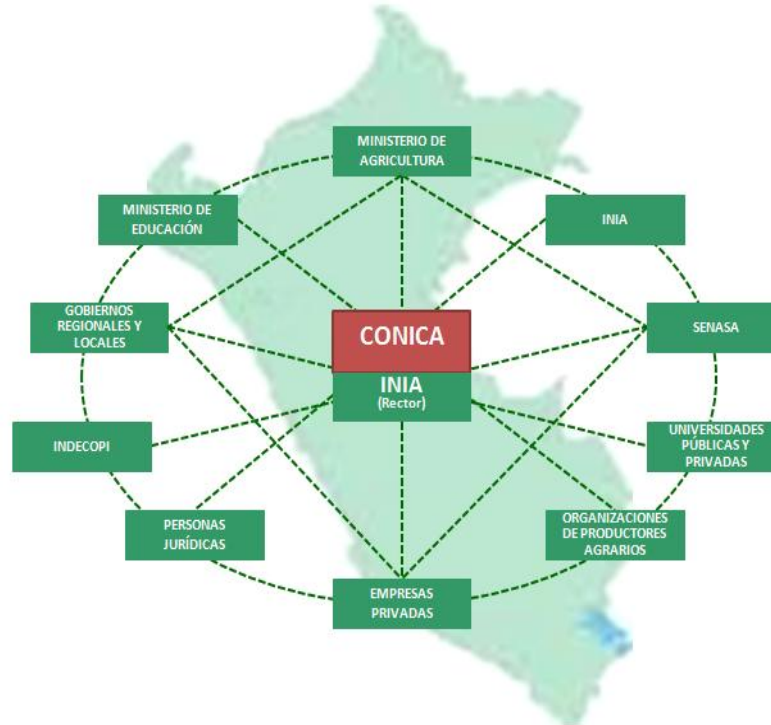 MINISTERIO DE
AGRICULTURA
MINISTERIO DE
EDUCACIÓN
INIA
GOBIERNOS
REGIONALES Y
LOCALES
CONICA
SENASA
INIA
(Rector)
INDECOPI
UNIVERSIDADES
PÚBLICAS Y
PRIVADAS
PERSONAS
JURÍDICAS
ORGANIZACIONES
DE PRODUCTORES
AGRARIOS
EMPRESAS
PRIVADAS